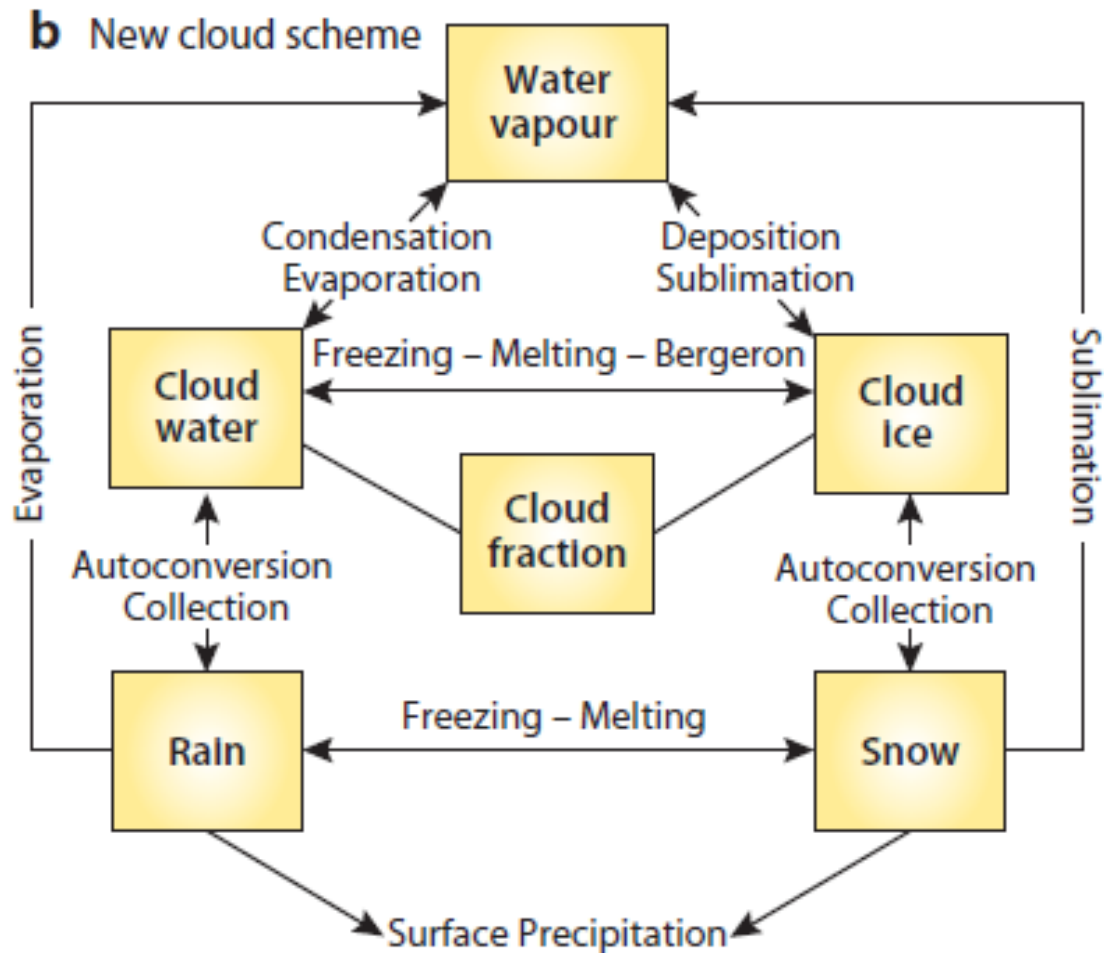 b New cloud scheme
Water
vapour
Condensation
Evaporation
Deposition
Sublimation
Freezing – Melting – Bergeron
Cloud
water
Cloud
ice
Cloud
fraction
Evaporation
Sublimation
Autoconversion
Collection
Autoconversion
Collection
Freezing – Melting
Rain
Snow
Surface Precipitation